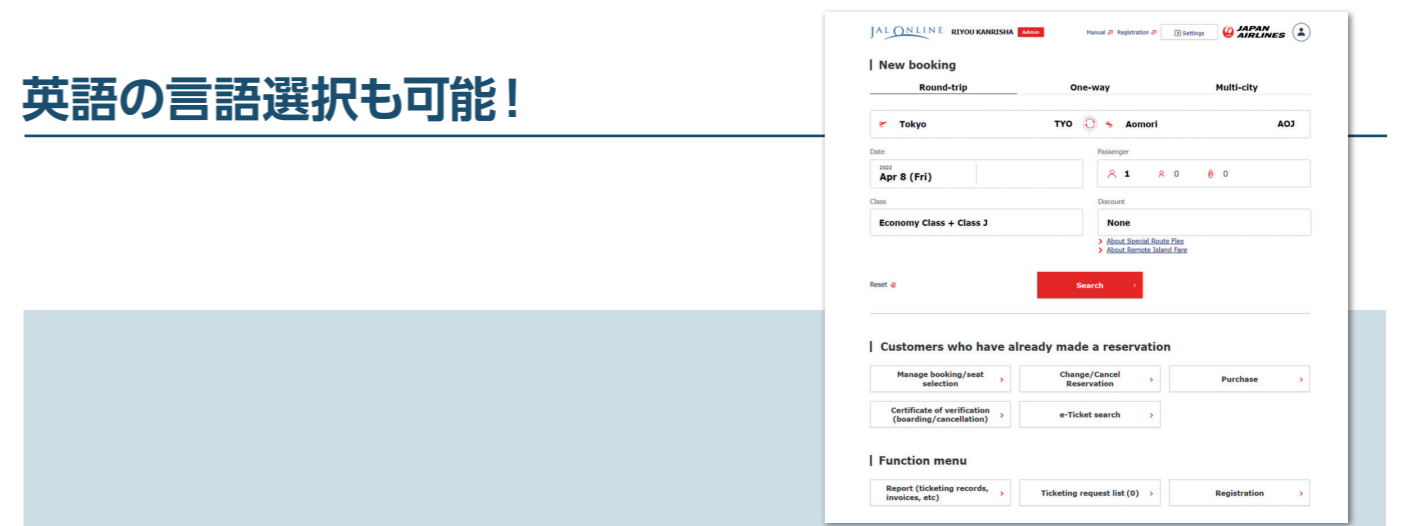 英語の言語選択も可能!
JAL ONLINE RIYOU KANRISHA Admin Manual Registration Settings JAPAN AIRLINES
New booking
Round-trip One-way Multi-city
Tokyo TYO Aomori AOJ
Date Passenger
2022
Apr 8 (Fri) 1 0 0
Class Discount
Economy Class + Class J None
About Special Route Flex
About Remote Island Fare
Reset Search
Customers who have already made a reservation
Manage booking/seat selection Change/Cancel Reservation Purchase
Certificate of verification (boarding/cancellation) e-Ticket search
Function menu
Report (ticketing records, invoices, etc) Ticketing request list (0) Registration